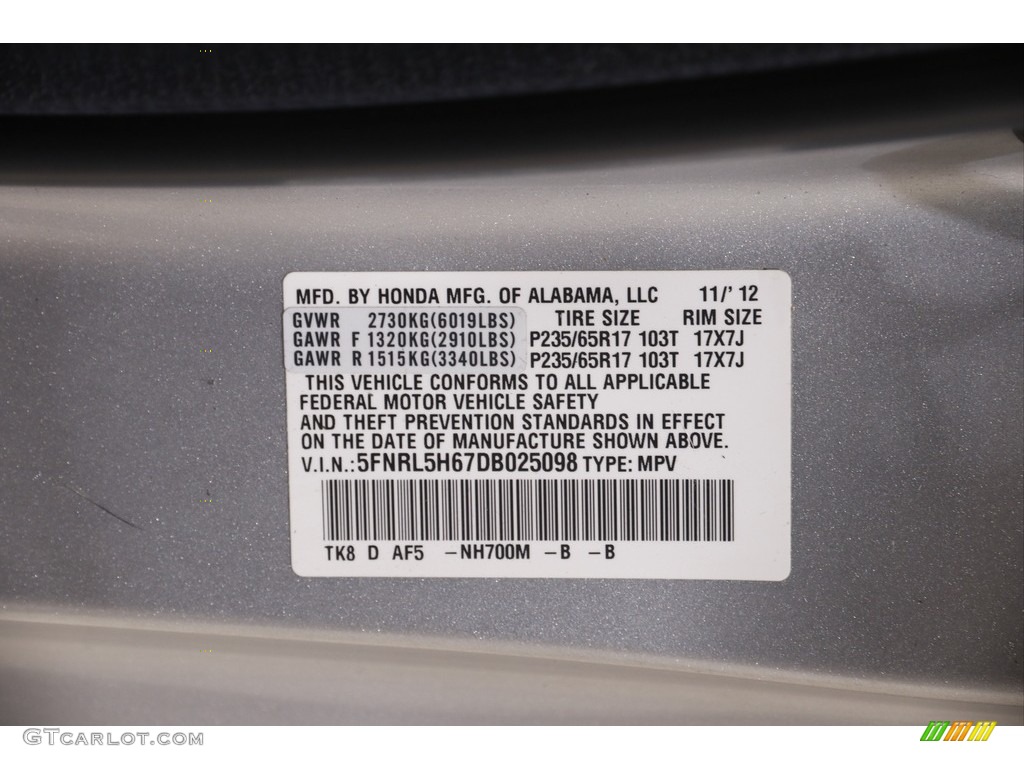 MFD. BY HONDA MFG. OF ALABAMA, LLC 11/'12
GVWR 2730KG(6019LBS) TIRE SIZE RIM SIZE
GAWR F 1320KG(2910LBS) P235/65R17 103T 17X7J
GAWR R 1515KG(3340LBS) P235/65R17 103T 17X7J
THIS VEHICLE CONFORMS TO ALL APPLICABLE
FEDERAL MOTOR VEHICLE SAFETY
AND THEFT PREVENTION STANDARDS IN EFFECT
ON THE DATE OF MANUFACTURE SHOWN ABOVE.
V.I.N.: 5FNRL5H67DB025098 TYPE: MPV
TK8 D AF5 -NH700M -B -B
GTCARLOT.COM